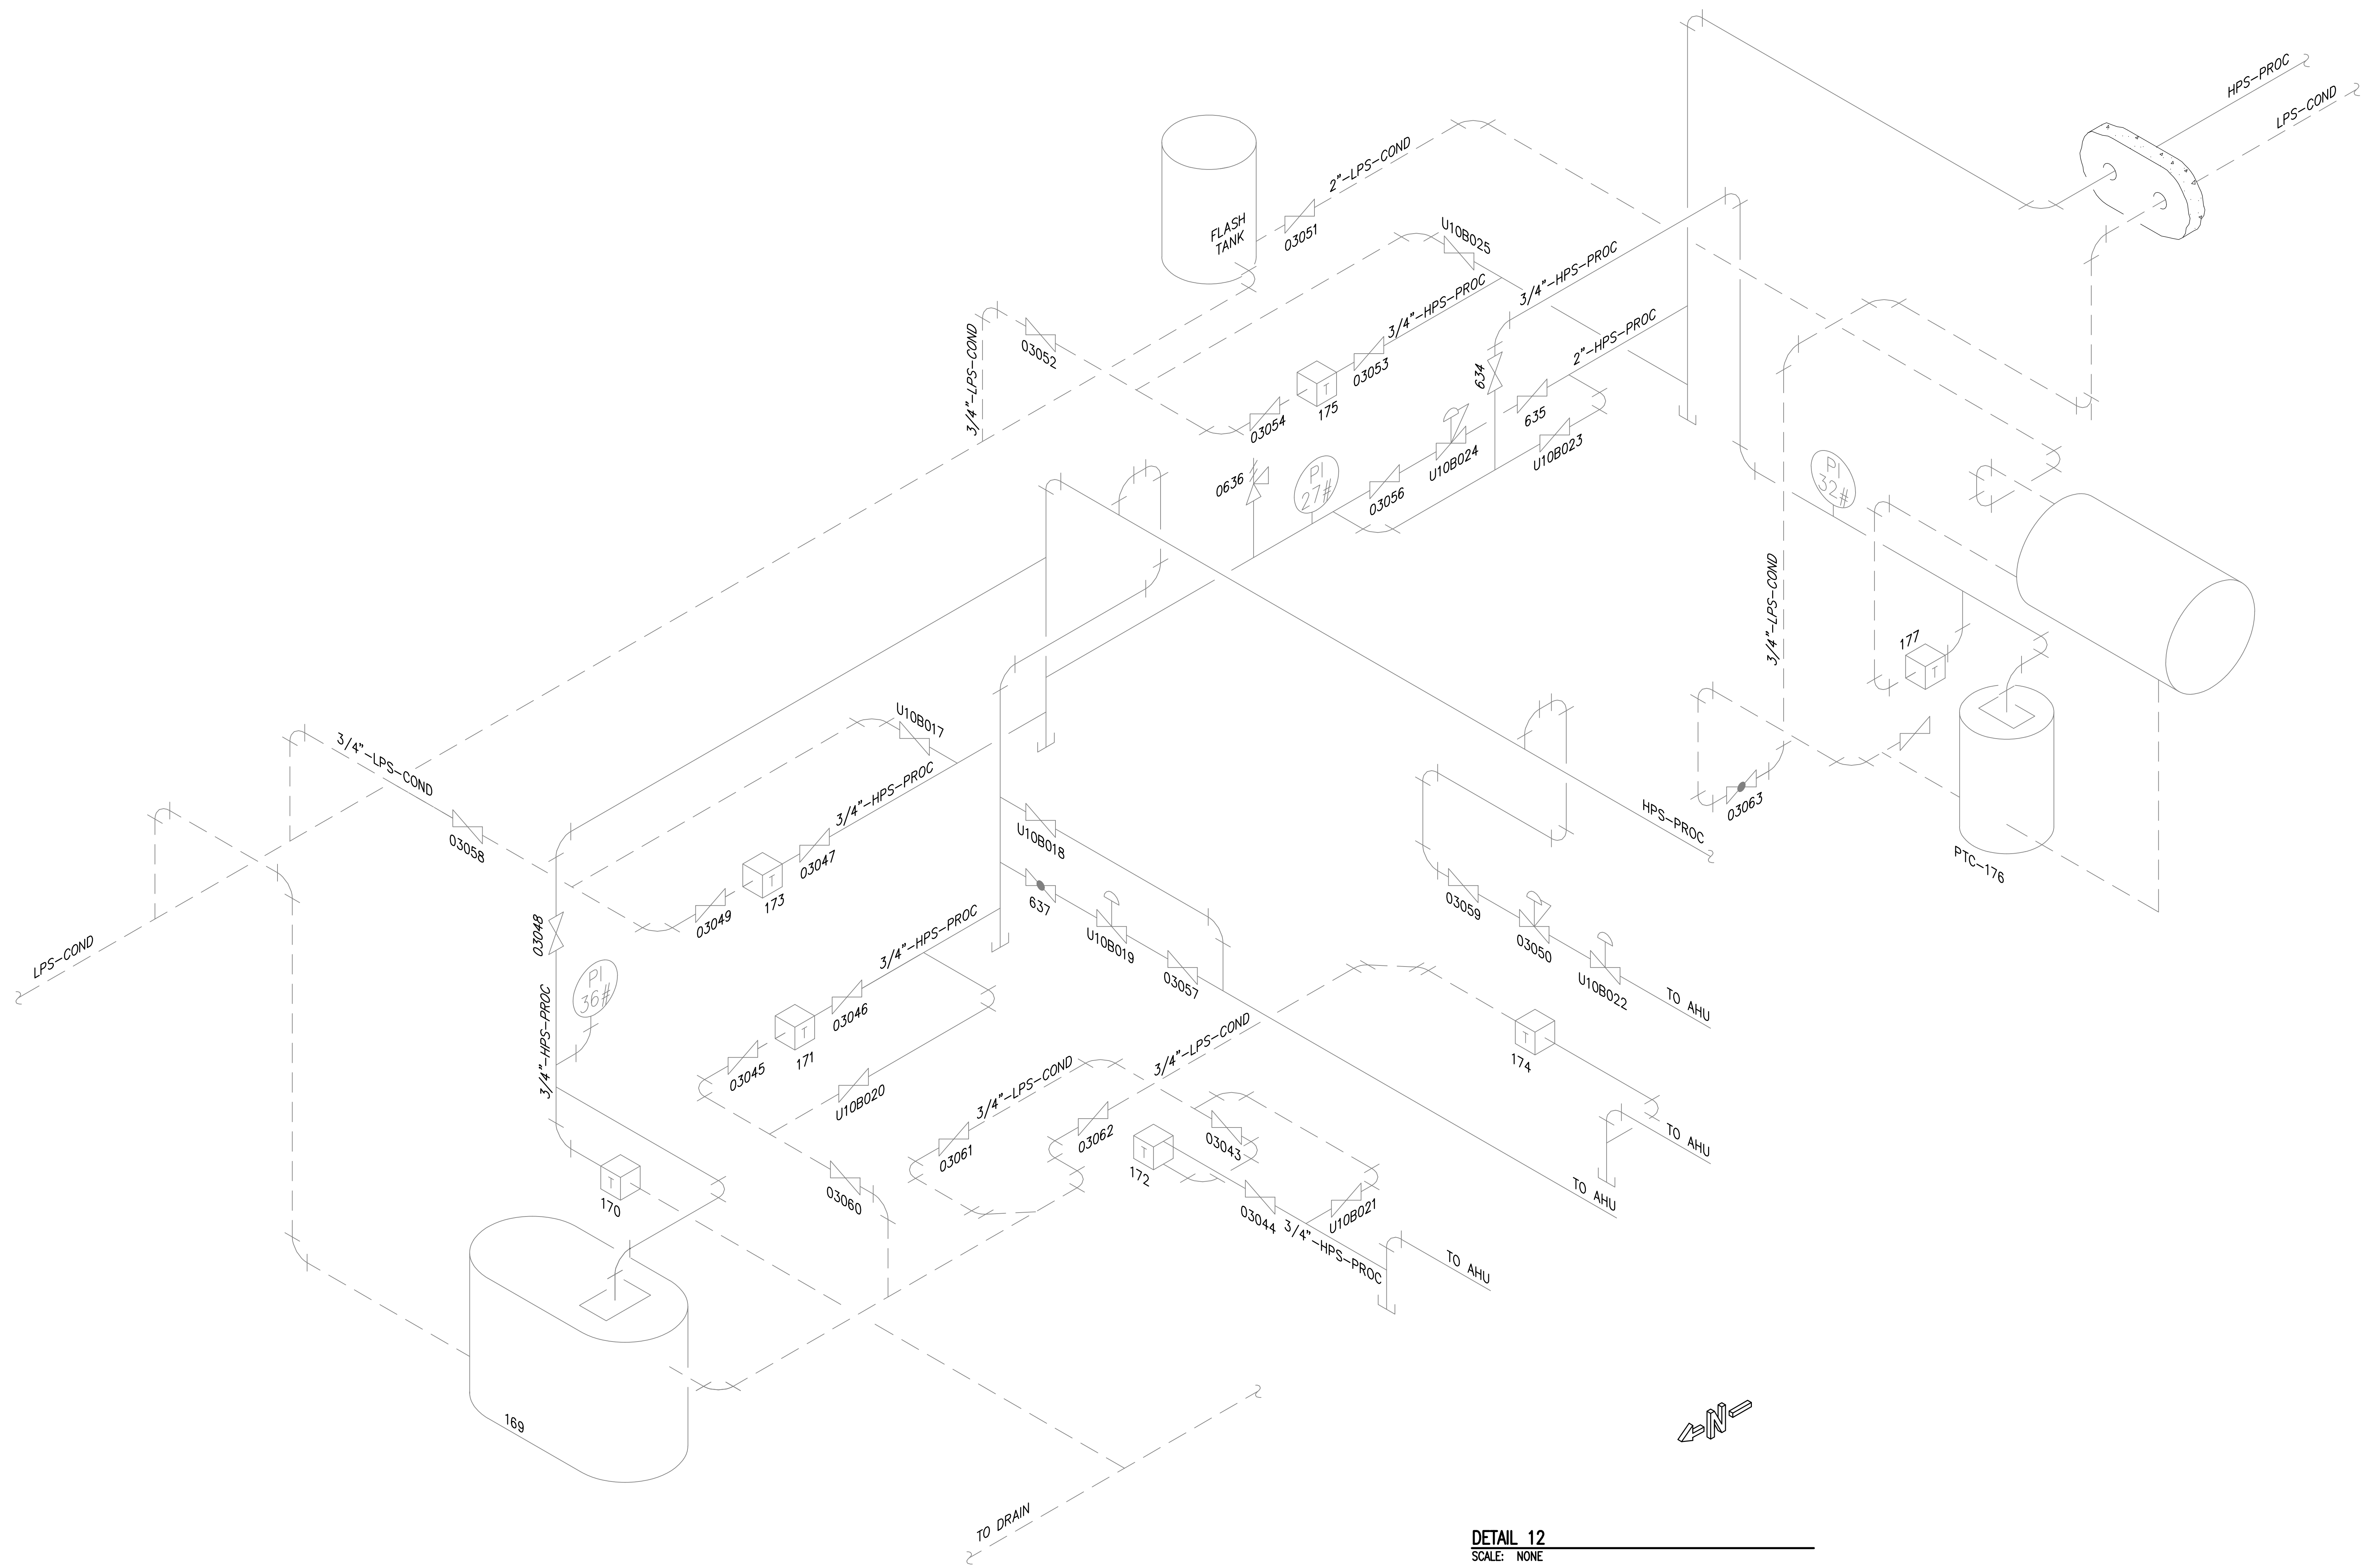 HPS-PROC
LPS-COND
2"-LPS-COND
FLASH
TANK
03051
U10B025
3/4"-HPS-PROC
3/4"-LPS-COND
03052
3/4"-HPS-PROC
03053
T
175
03054
634
2"-HPS-PROC
635
U10B023
U10B024
03056
PI
27#
0636
PI
32#
3/4"-LPS-COND
177
T
03063
PTC-176
HPS-PROC
3/4"-LPS-COND
03058
U10B017
3/4"-HPS-PROC
03047
T
173
03049
LPS-COND
03048
PI
36#
3/4"-HPS-PROC
U10B018
637
U10B019
03057
3/4"-HPS-PROC
03046
T
171
03045
U10B020
03059
03050
U10B022
TO AHU
3/4"-LPS-COND
3/4"-LPS-COND
T
174
TO AHU
03061
03062
03043
T
172
03060
T
170
03044
U10B021
3/4"-HPS-PROC
TO AHU
TO AHU
169
TO DRAIN
N
DETAIL 12
SCALE: NONE